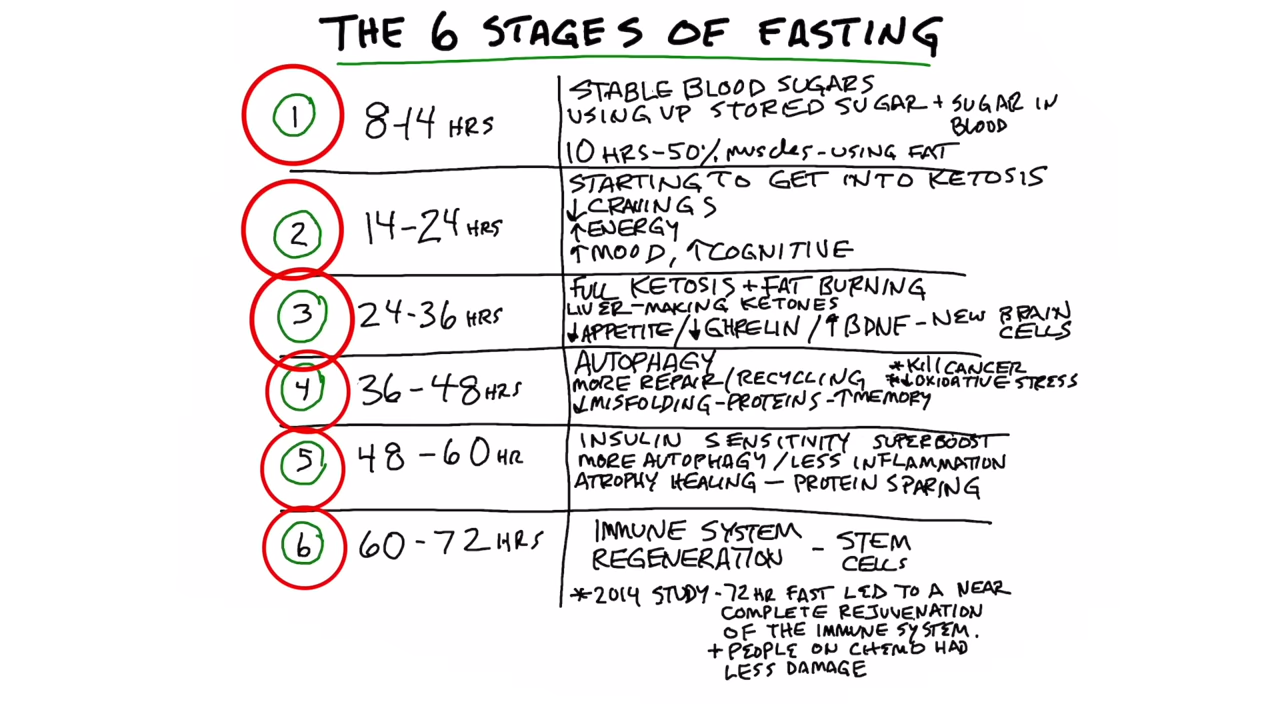 THE 6 STAGES OF FASTING
1 8-14 HRS
STABLE BLOOD SUGARS
USING UP STORED SUGAR + SUGAR IN BLOOD
10 HRS-50% muscles-USING FAT
2 14-24 HRS
STARTING TO GET INTO KETOSIS
↓CRAVINGS
↑ENERGY
↑MOOD, ↑COGNITIVE
3 24-36 HRS
FULL KETOSIS + FAT BURNING
LIVER-MAKING KETONES
↓APPETITE/↓GHRELIN/↑BDNF-NEW BRAIN CELLS
4 36-48HRS
AUTOPHAGY *Kill CANCER
MORE REPAIR/RECYCLING *↓OXIDATIVE STRESS
↓MISFOLDING-PROTEINS-↑MEMORY
5 48-60 HR
INSULIN SENSITIVITY SUPERBOOST
MORE AUTOPHAGY/LESS INFLAMMATION
ATROPHY HEALING-PROTEIN SPARING
6 60-72 HRS
IMMUNE SYSTEM
REGENERATION - STEM CELLS
*2014 STUDY-72HR FAST LED TO A NEAR
COMPLETE REJUVENATION
OF THE IMMUNE SYSTEM.
+PEOPLE ON CHEMO HAD
LESS DAMAGE